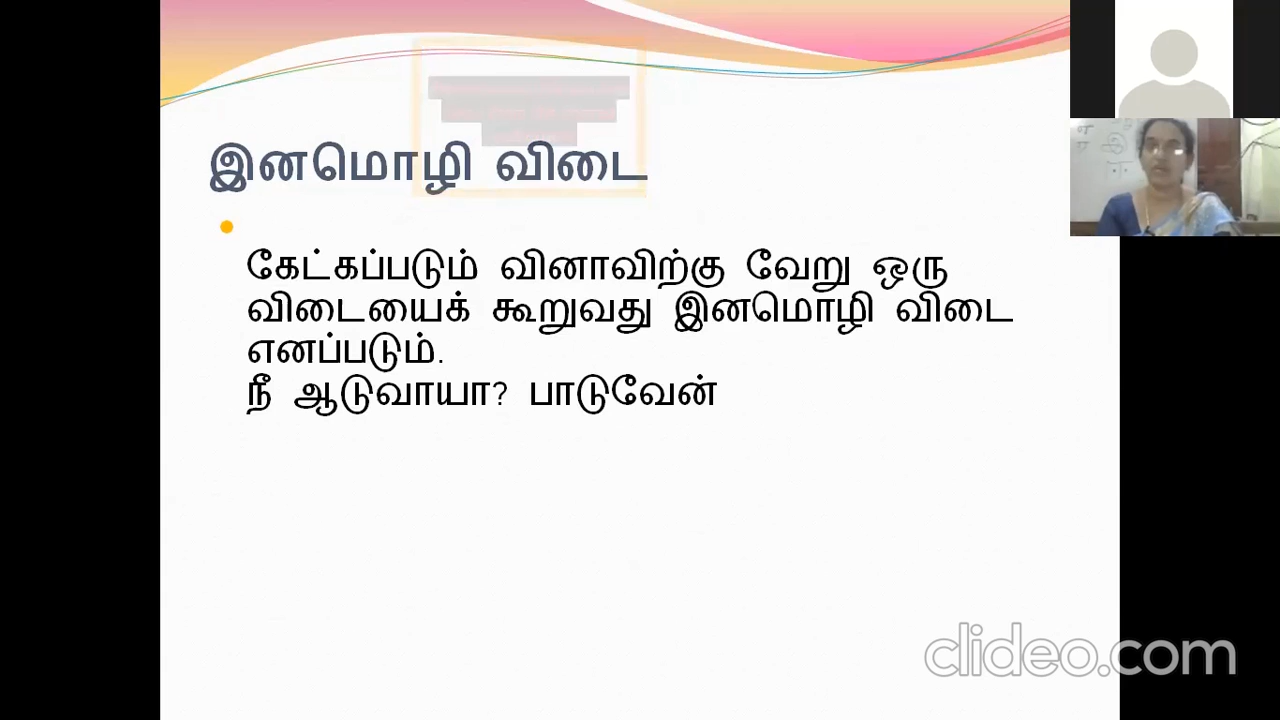 இனமொழி விடை
கேட்கப்படும் வினாவிற்கு வேறு ஒரு
விடையைக் கூறுவது இனமொழி விடை
எனப்படும்.
நீ ஆடுவாயா? பாடுவேன்
clideo.com